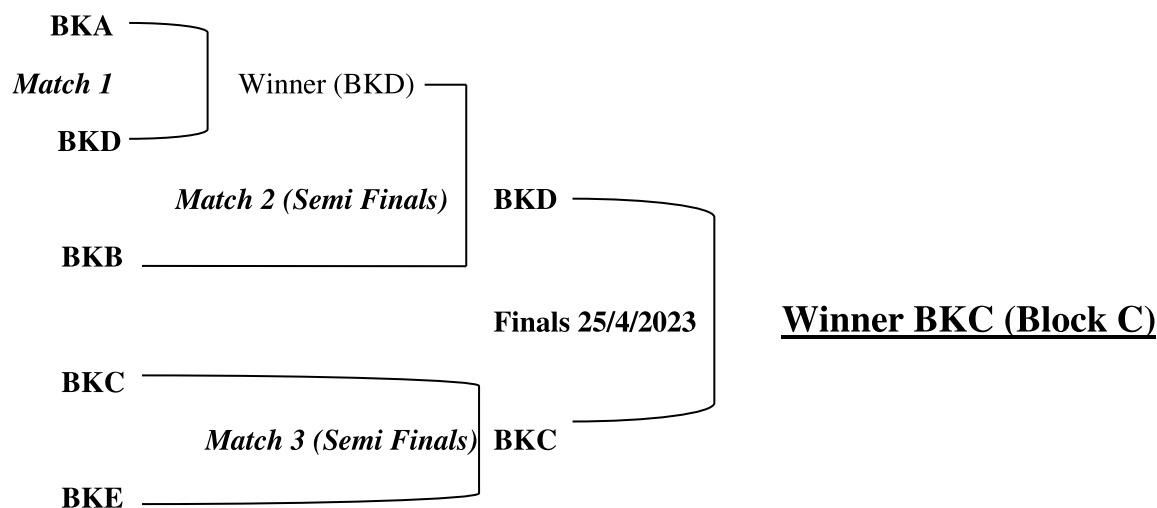 BKA
Match 1
Winner (BKD)
BKD
Match 2 (Semi Finals)
BKD
BKB
Finals 25/4/2023
Winner BKC (Block C)
BKC
Match 3 (Semi Finals)
BKC
BKE